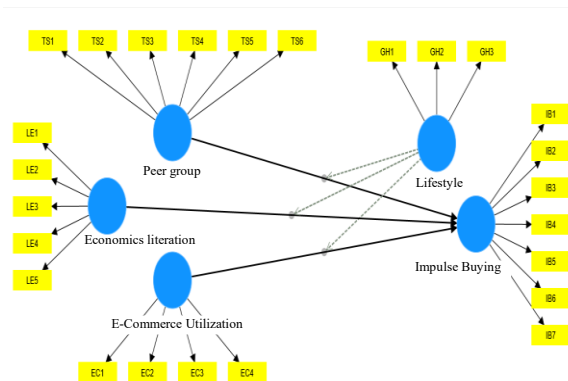 TS1 TS2 TS3 TS4 TS5 TS6
GH1 GH2 GH3
Peer group
Lifestyle
LE1
LE2
LE3
LE4
LE5
Economics literation
IB1
IB2
IB3
IB4
IB5
IB6
IB7
Impulse Buying
E-Commerce Utilization
EC1 EC2 EC3 EC4